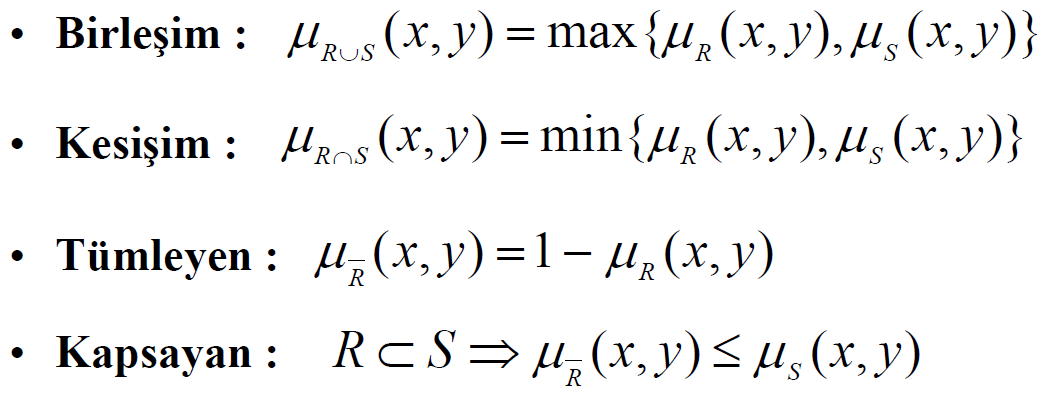 • Birleşim : μ_{R∪S}(x, y) = max{μ_R(x, y), μ_S(x, y)}
• Kesişim : μ_{R∩S}(x, y) = min{μ_R(x, y), μ_S(x, y)}
• Tümleyen : μ_{R̅}(x, y) = 1 − μ_R(x, y)
• Kapsayan : R ⊂ S ⇒ μ_{R̅}(x, y) ≤ μ_S(x, y)